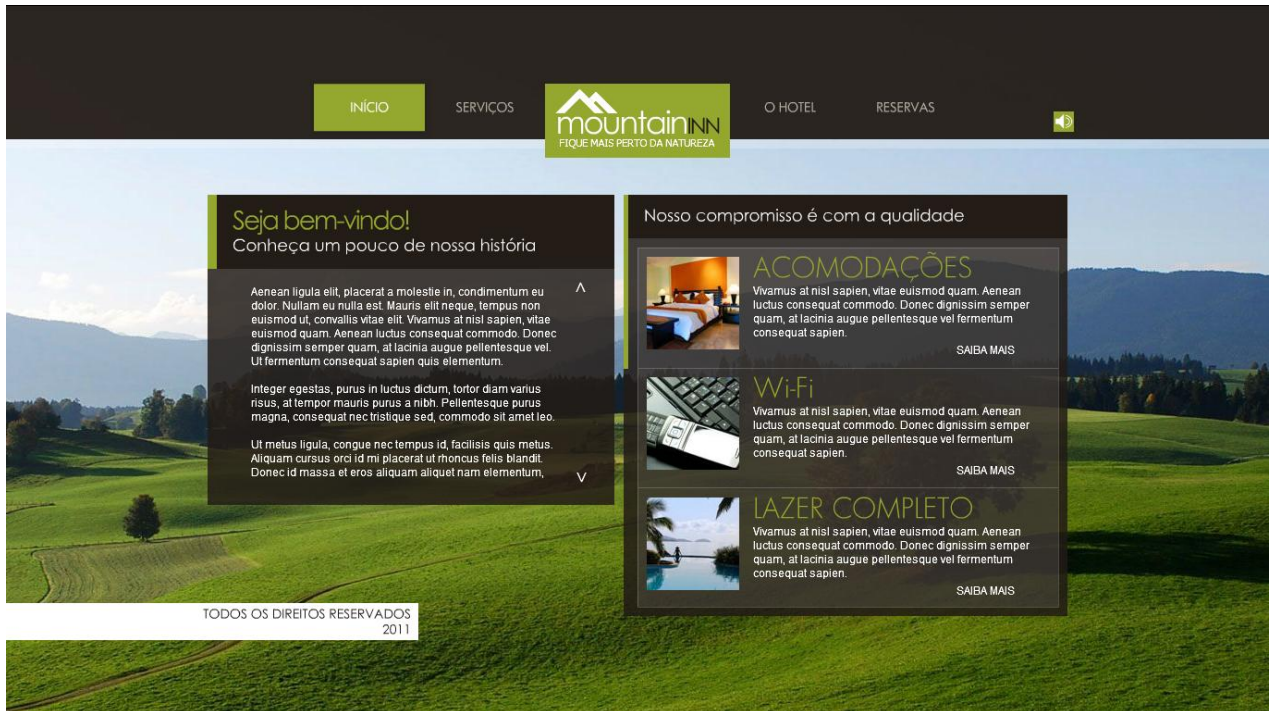 INÍCIO
SERVIÇOS
mountainINN
FIQUE MAIS PERTO DA NATUREZA
O HOTEL
RESERVAS
Seja bem-vindo!
Conheça um pouco de nossa história
Aenean ligula elit, placerat a molestie in, condimentum eu
dolor. Nullam eu nulla est. Mauris elit neque, tempus non
euismod ut, convallis vitae elit. Vivamus at nisl sapien, vitae
euismod quam. Aenean luctus consequat commodo. Donec
dignissim semper quam, at lacinia augue pellentesque vel.
Ut fermentum consequat sapien quis elementum.
Integer egestas, purus in luctus dictum, tortor diam varius
risus, at tempor mauris purus a nibh. Pellentesque purus
magna, consequat nec tristique sed, commodo sit amet leo.
Ut metus ligula, congue nec tempus id, facilisis quis metus.
Aliquam cursus orci id mi placerat ut rhoncus felis blandit.
Donec id massa et eros aliquam aliquet nam elementum,
Nosso compromisso é com a qualidade
ACOMODAÇÕES
Vivamus at nisl sapien, vitae euismod quam. Aenean
luctus consequat commodo. Donec dignissim semper
quam, at lacinia augue pellentesque vel fermentum
consequat sapien.
SAIBA MAIS
Wi-Fi
Vivamus at nisl sapien, vitae euismod quam. Aenean
luctus consequat commodo. Donec dignissim semper
quam, at lacinia augue pellentesque vel fermentum
consequat sapien.
SAIBA MAIS
LAZER COMPLETO
Vivamus at nisl sapien, vitae euismod quam. Aenean
luctus consequat commodo. Donec dignissim semper
quam, at lacinia augue pellentesque vel fermentum
consequat sapien.
SAIBA MAIS
TODOS OS DIREITOS RESERVADOS
2011